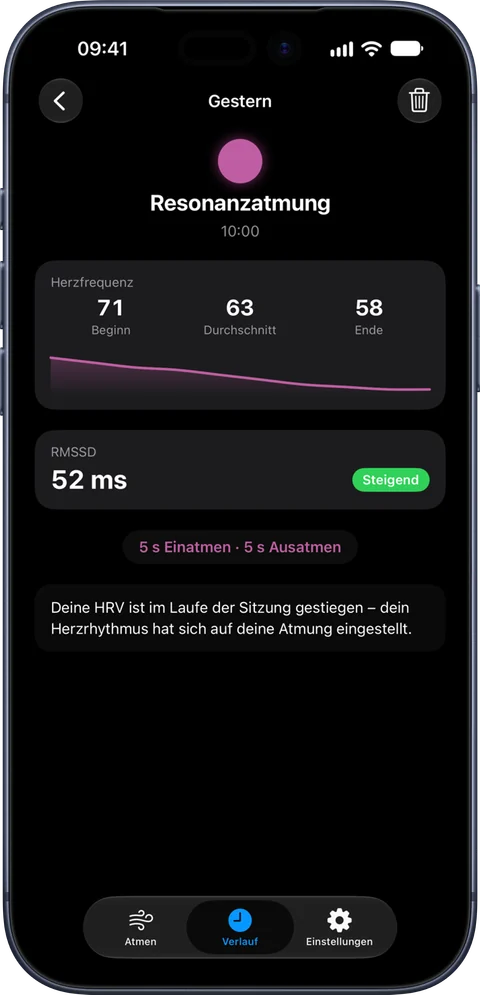 09:41
Gestern
Resonanzatmung
10:00
Herzfrequenz
71 63 58
Beginn Durchschnitt Ende
RMSSD
52 ms Steigend
5 s Einatmen · 5 s Ausatmen
Deine HRV ist im Laufe der Sitzung gestiegen – dein
Herzrhythmus hat sich auf deine Atmung eingestellt.
Atmen Verlauf Einstellungen